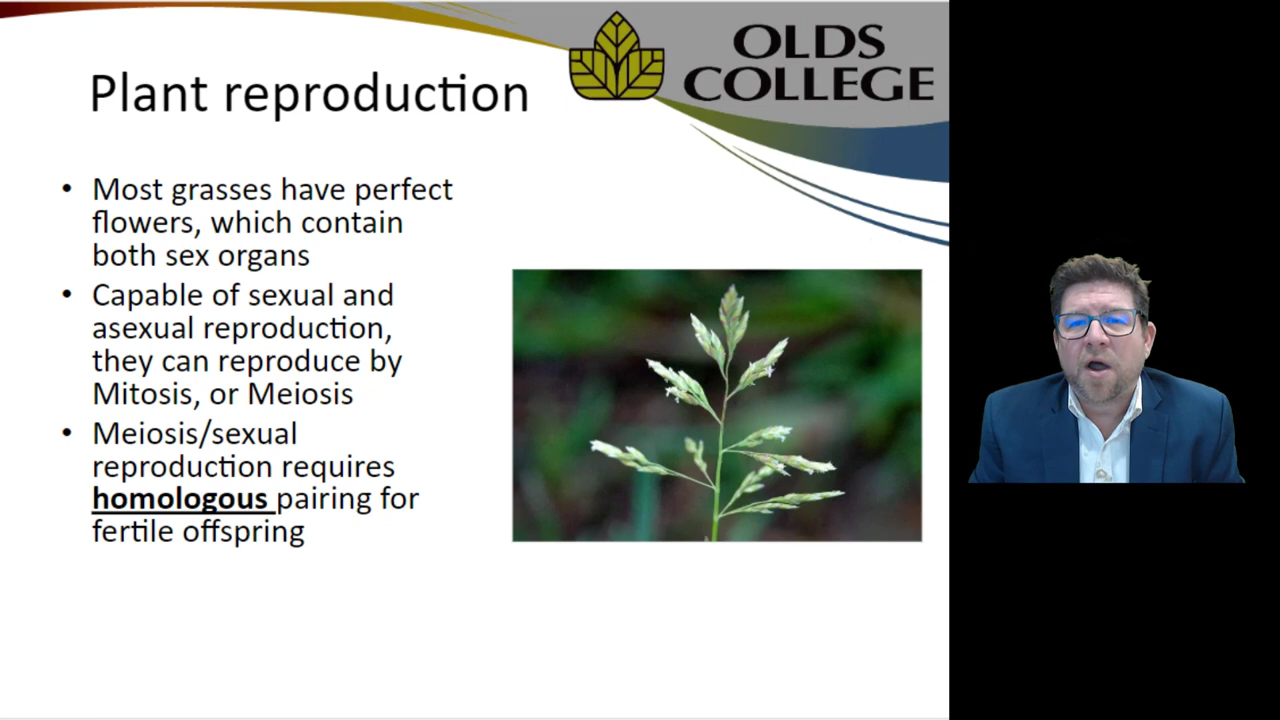 OLDS
COLLEGE
Plant reproduction
• Most grasses have perfect
flowers, which contain
both sex organs
• Capable of sexual and
asexual reproduction,
they can reproduce by
Mitosis, or Meiosis
• Meiosis/sexual
reproduction requires
homologous pairing for
fertile offspring